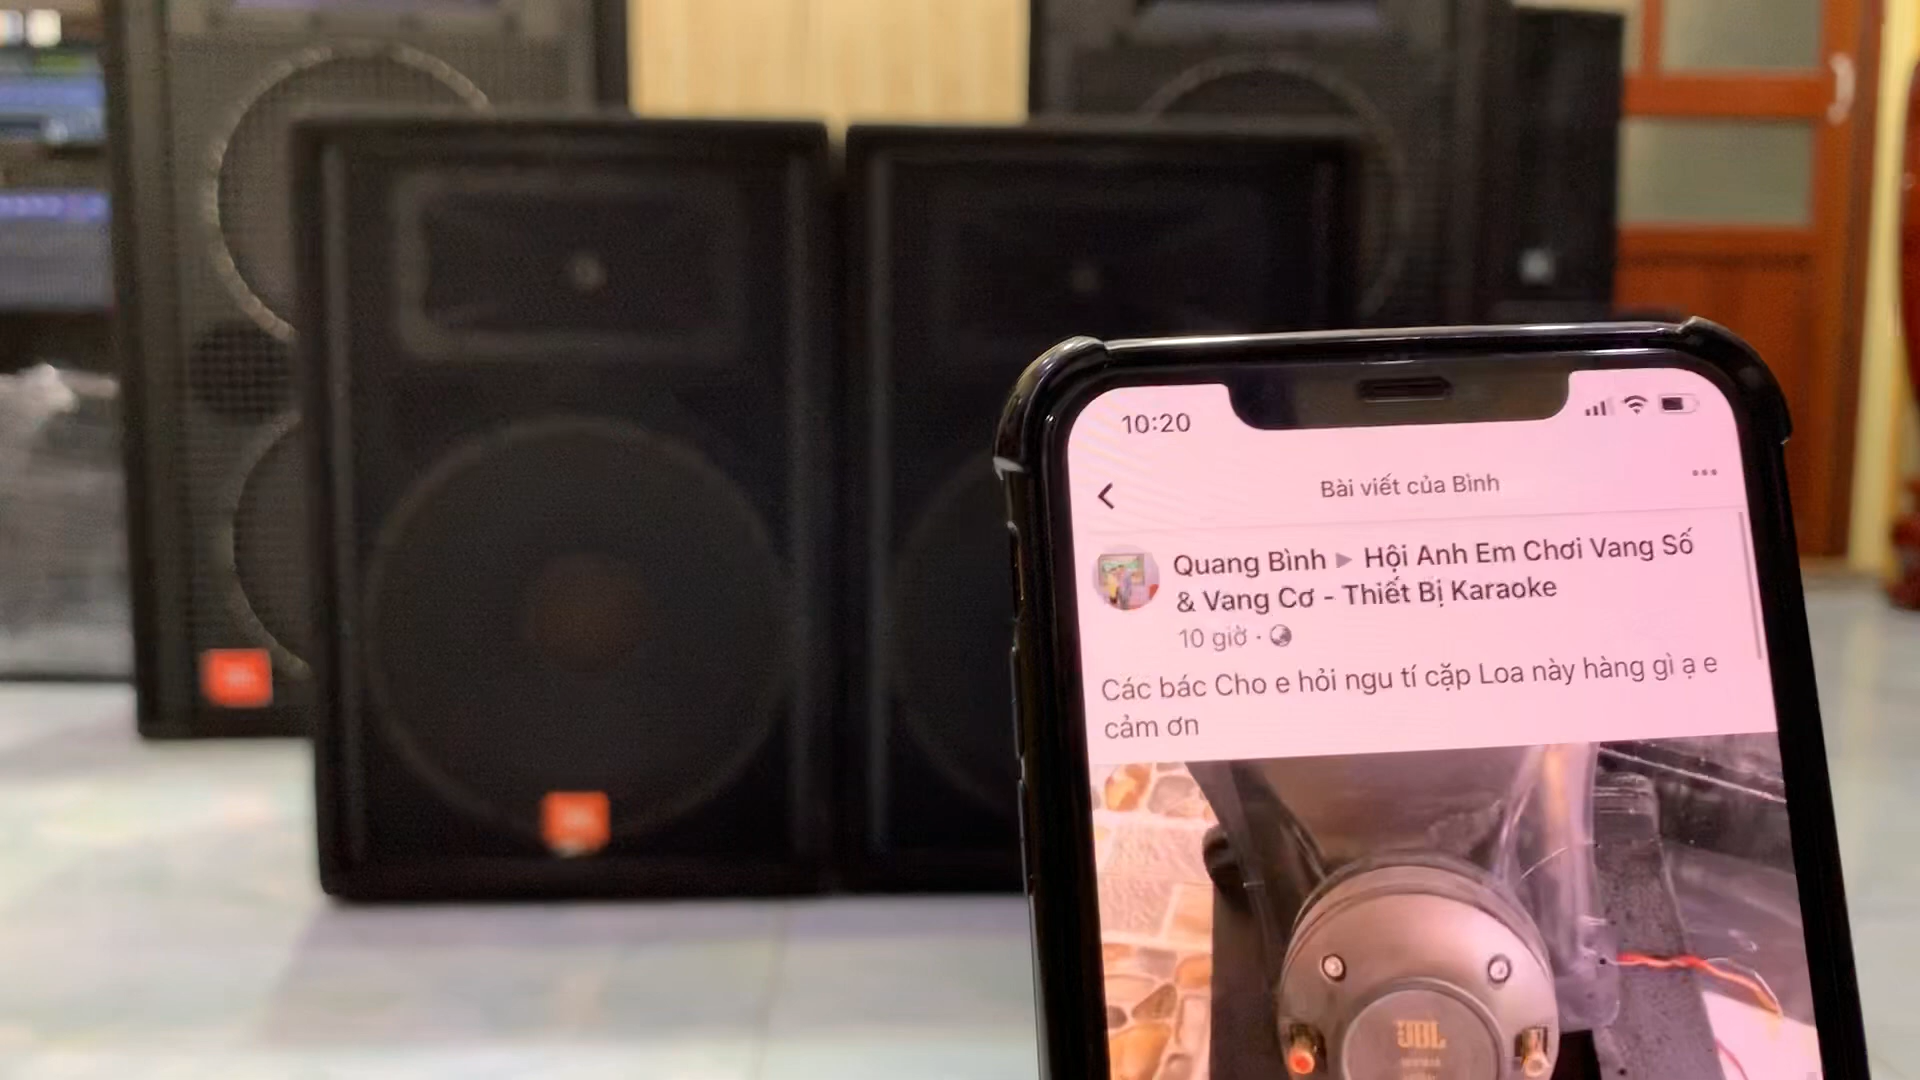 10:20
Bài viết của Bình
Quang Bình ▸ Hội Anh Em Chơi Vang Số
& Vang Cơ - Thiết Bị Karaoke
10 giờ ·
Các bác Cho e hỏi ngu tí cặp Loa này hàng gì ạ e
cảm ơn
JBL